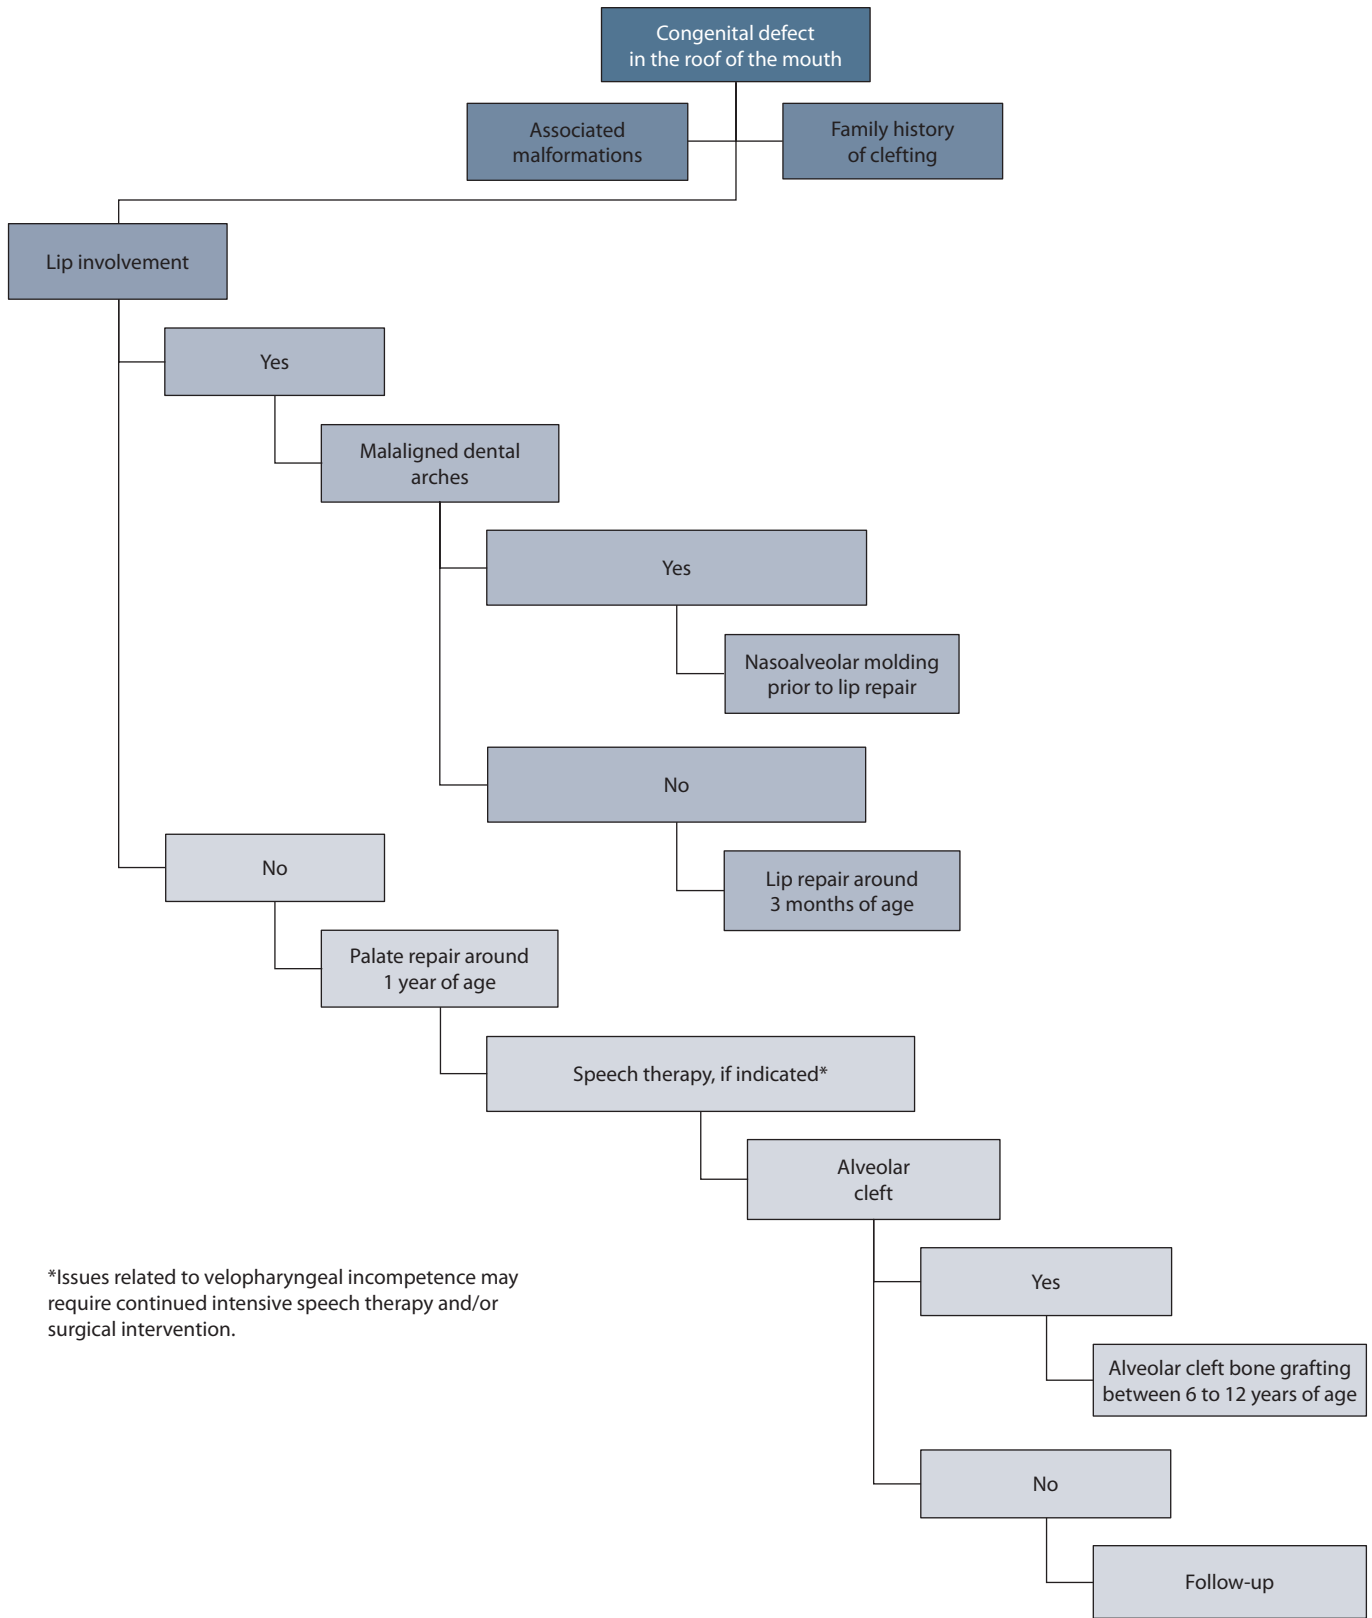 Congenital defect
in the roof of the mouth
Associated
malformations
Family history
of clefting
Lip involvement
Yes
Malaligned dental
arches
Yes
Nasoalveolar molding
prior to lip repair
No
Lip repair around
3 months of age
No
Palate repair around
1 year of age
Speech therapy, if indicated*
Alveolar
cleft
Yes
Alveolar cleft bone grafting
between 6 to 12 years of age
No
Follow-up
*Issues related to velopharyngeal incompetence may
require continued intensive speech therapy and/or
surgical intervention.